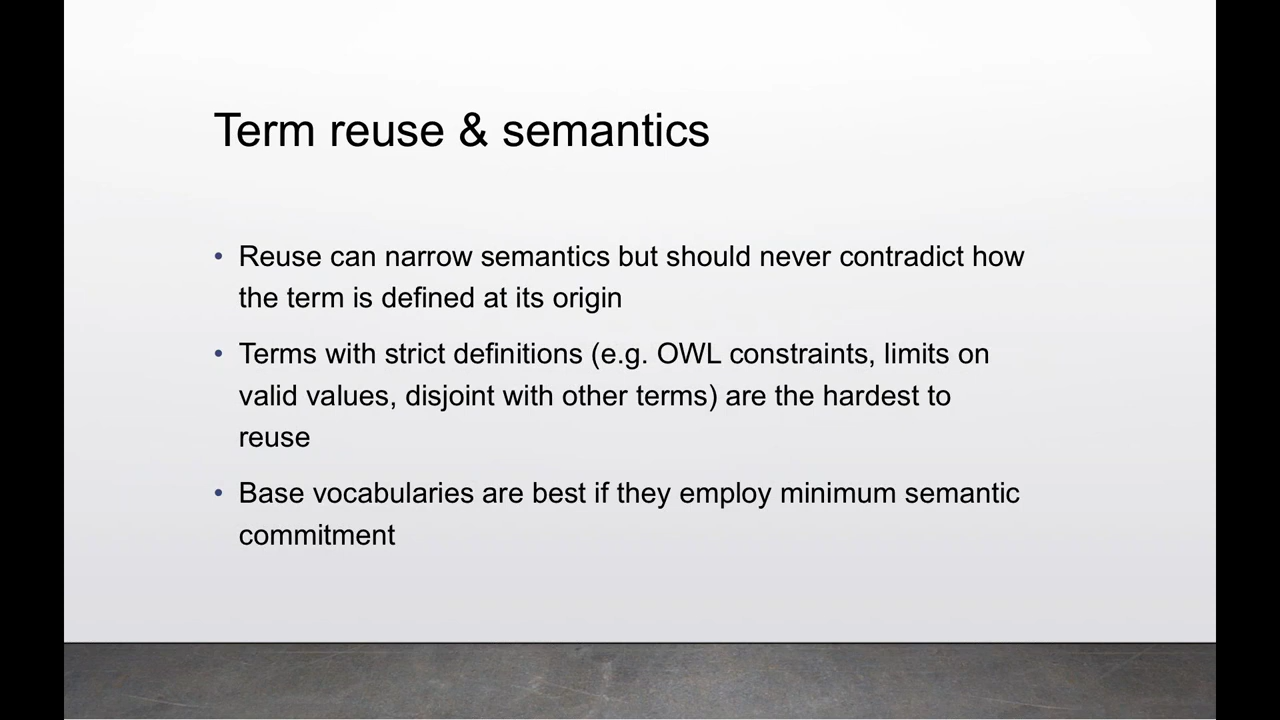 Term reuse & semantics
• Reuse can narrow semantics but should never contradict how
the term is defined at its origin
• Terms with strict definitions (e.g. OWL constraints, limits on
valid values, disjoint with other terms) are the hardest to
reuse
• Base vocabularies are best if they employ minimum semantic
commitment